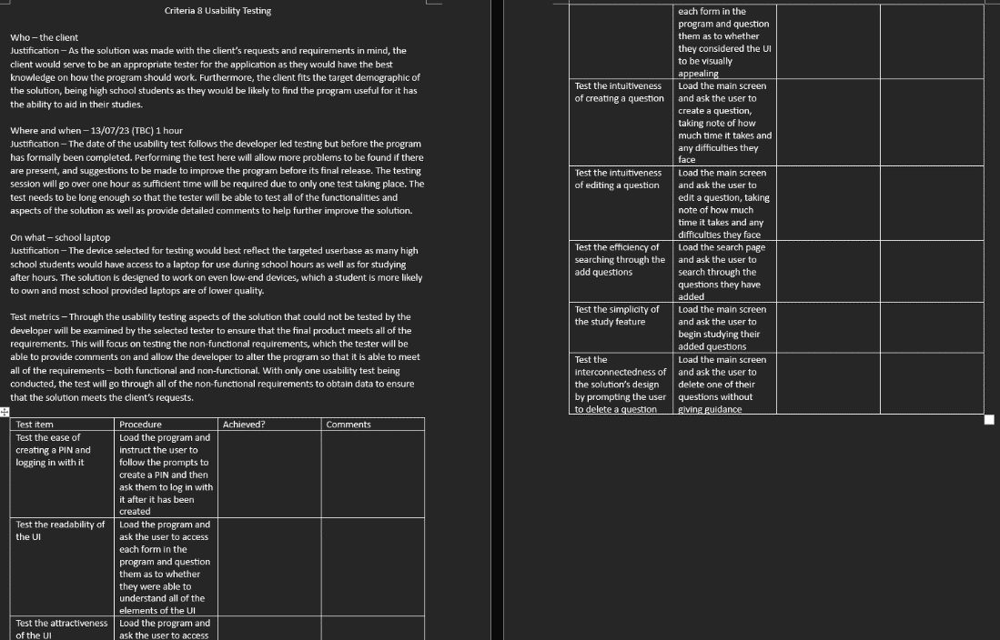 Criteria 8 Usability Testing
Who – the client
Justification – As the solution was made with the client's requests and requirements in mind, the
client would serve to be an appropriate tester for the application as they would have the best
knowledge on how the program should work. Furthermore, the client fits the target demographic of
the solution, being high school students as they would be likely to find the program useful for it has
the ability to aid in their studies.
Where and when – 13/07/23 (TBC) 1 hour
Justification – The date of the usability test follows the developer led testing but before the program
has formally been completed. Performing the test here will allow more problems to be found if there
are present, and suggestions to be made to improve the program before its final release. The testing
session will go over one hour as sufficient time will be required due to only one test taking place. The
test needs to be long enough so that the tester will be able to test all of the functionalities and
aspects of the solution as well as provide detailed comments to help further improve the solution.
On what – school laptop
Justification – The device selected for testing would best reflect the targeted userbase as many high
school students would have access to a laptop for use during school hours as well as for studying
after hours. The solution is designed to work on even low-end devices, which a student is more likely
to own and most school provided laptops are of lower quality.
Test metrics – Through the usability testing aspects of the solution that could not be tested by the
developer will be examined by the selected tester to ensure that the final product meets all of the
requirements. This will focus on testing the non-functional requirements, which the tester will be
able to provide comments on and allow the developer to alter the program so that it is able to meet
all of the requirements – both functional and non-functional. With only one usability test being
conducted, the test will go through all of the non-functional requirements to obtain data to ensure
that the solution meets the client's requests.
Test item
Procedure
Achieved?
Comments
Test the ease of
creating a PIN and
logging in with it
Load the program and
instruct the user to
follow the prompts to
create a PIN and then
ask them to log in with
it after it has been
created
Test the readability of
the UI
Load the program and
ask the user to access
each form in the
program and question
them as to whether
they were able to
understand all of the
elements of the UI
Test the attractiveness
of the UI
Load the program and
ask the user to access
each form in the
program and question
them as to whether
they considered the UI
to be visually
appealing
Test the intuitiveness
of creating a question
Load the main screen
and ask the user to
create a question,
taking note of how
much time it takes and
any difficulties they
face
Test the intuitiveness
of editing a question
Load the main screen
and ask the user to
edit a question, taking
note of how much
time it takes and any
difficulties they face
Test the efficiency of
searching through the
add questions
Load the search page
and ask the user to
search through the
questions they have
added
Test the simplicity of
the study feature
Load the main screen
and ask the user to
begin studying their
added questions
Test the
interconnectedness of
the solution's design
by prompting the user
to delete a question
Load the main screen
and ask the user to
delete one of their
questions without
giving guidance